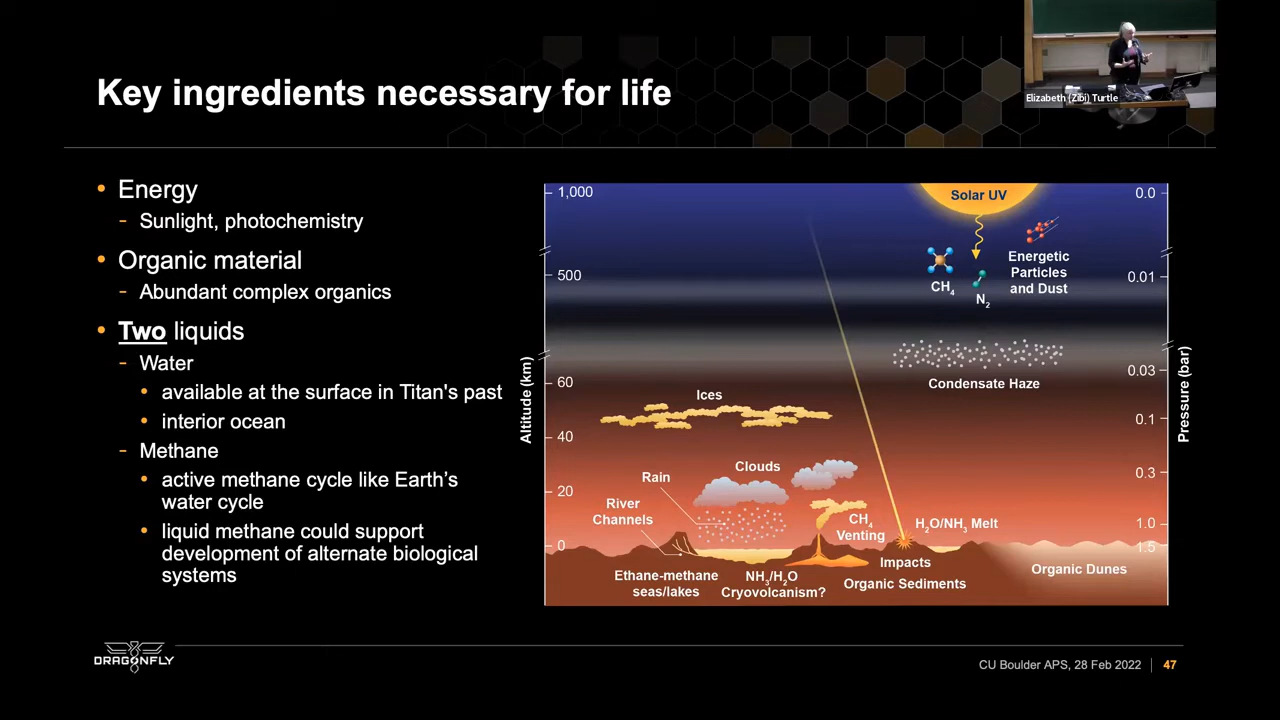 Elizabeth (Zibi) Turtle
Key ingredients necessary for life
• Energy
- Sunlight, photochemistry
• Organic material
- Abundant complex organics
• Two liquids
- Water
• available at the surface in Titan's past
• interior ocean
- Methane
• active methane cycle like Earth's
water cycle
• liquid methane could support
development of alternate biological
systems
Altitude (km)
1,000
500
60
40
20
0
Solar UV
CH₄
N₂
Energetic
Particles
and Dust
Condensate Haze
Ices
Clouds
Rain
River
Channels
CH₄
Venting
H₂O/NH₃ Melt
Impacts
Ethane-methane
seas/lakes
NH₃/H₂O
Cryovolcanism?
Organic Sediments
Organic Dunes
0.0
0.01
0.03
0.1
0.3
1.0
1.5
Pressure (bar)
DRAGONFLY
CU Boulder APS, 28 Feb 2022 | 47